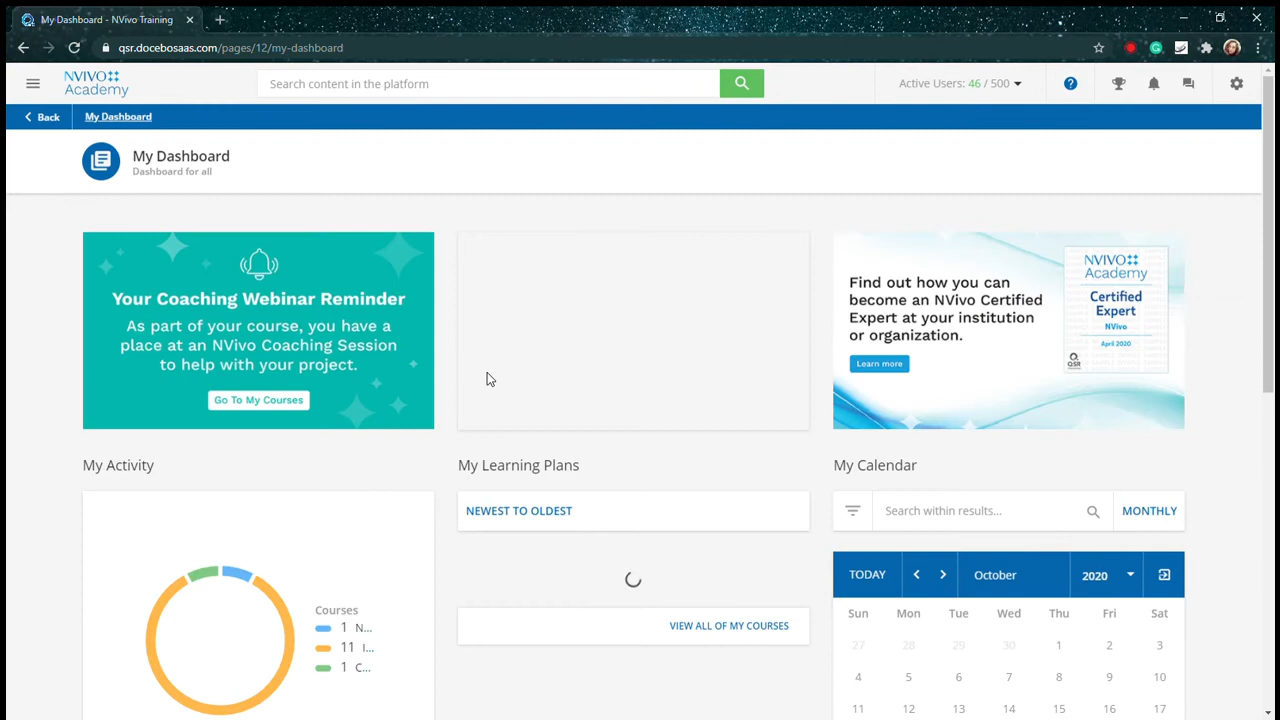 My Dashboard - NVivo Training
qsr.docebosaas.com/pages/12/my-dashboard
NVIVO
Academy
Search content in the platform
Active Users: 46 / 500
Back
My Dashboard
My Dashboard
Dashboard for all
Your Coaching Webinar Reminder
As part of your course, you have a
place at an NVivo Coaching Session
to help with your project.
Go To My Courses
Find out how you can
become an NVivo Certified
Expert at your institution
or organization.
Learn more
NVIVO
Academy
Certified
Expert
NVivo
April 2020
QSR
My Activity
My Learning Plans
My Calendar
NEWEST TO OLDEST
Search within results...
MONTHLY
Courses
1 N...
11 I...
1 C...
VIEW ALL OF MY COURSES
TODAY
October
2020
Sun Mon Tue Wed Thu Fri Sat
27 28 29 30 1 2 3
4 5 6 7 8 9 10
11 12 13 14 15 16 17